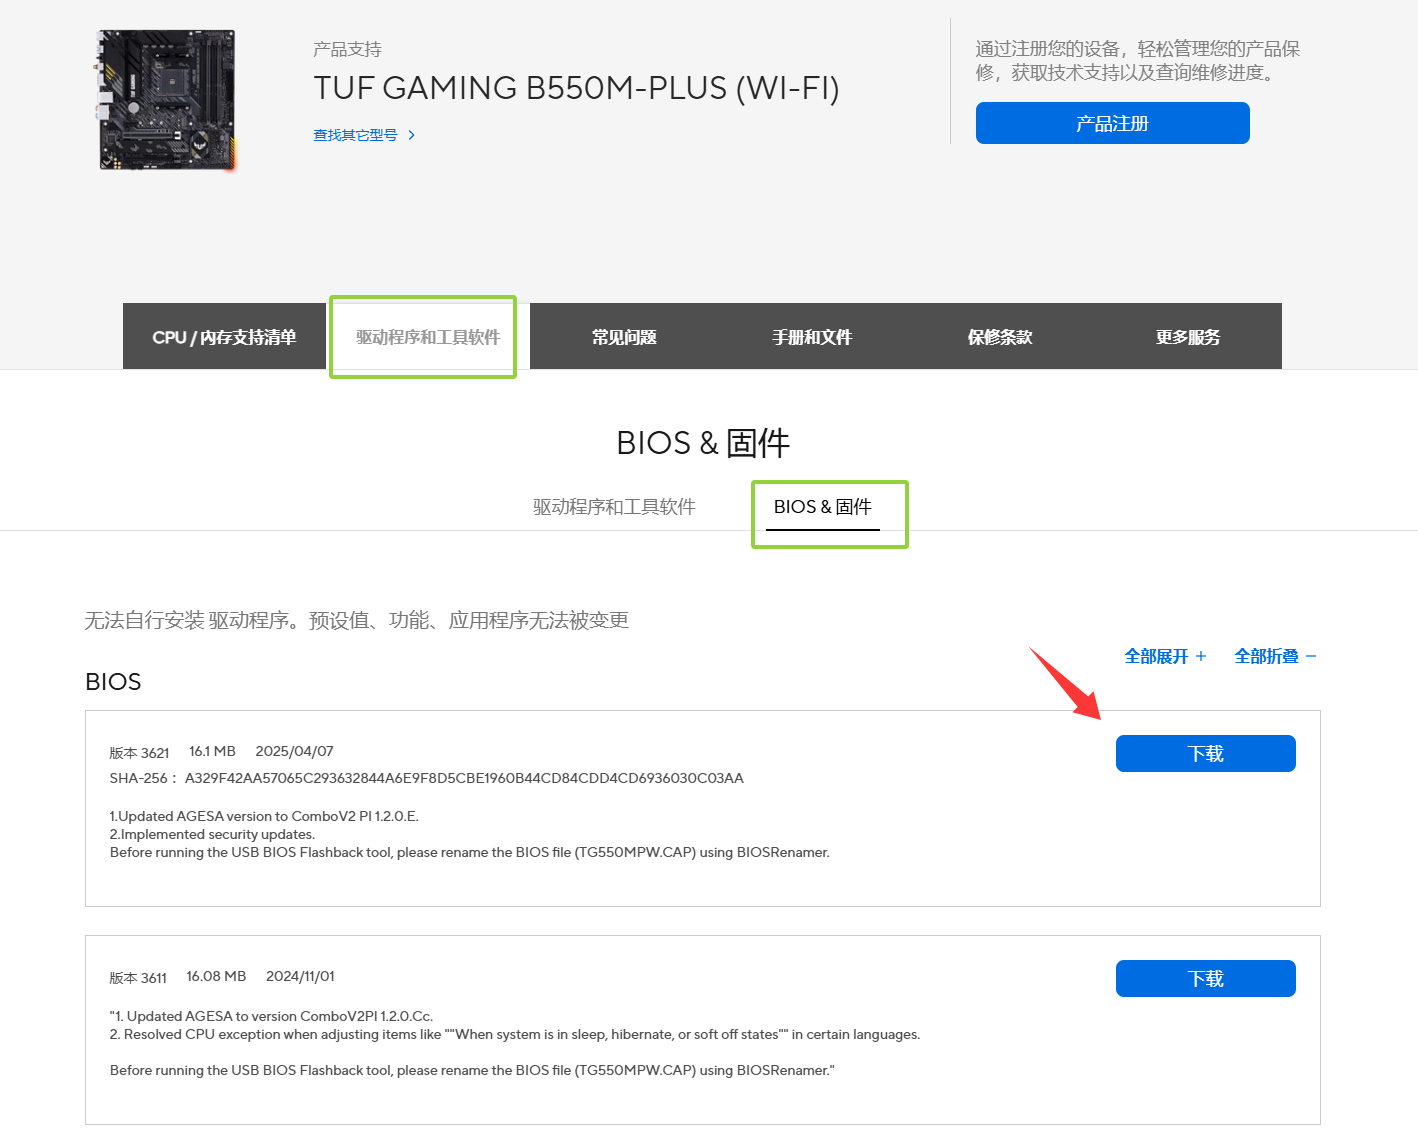 产品支持
TUF GAMING B550M-PLUS (WI-FI)
查找其它型号
通过注册您的设备，轻松管理您的产品保
修，获取技术支持以及查询维修进度。
产品注册
CPU / 内存支持清单
驱动程序和工具软件
常见问题
手册和文件
保修条款
更多服务
BIOS & 固件
驱动程序和工具软件
BIOS & 固件
无法自行安装 驱动程序。预设值、功能、应用程序无法被变更
全部展开 +
全部折叠 −
BIOS
版本 3621 16.1 MB 2025/04/07
下载
SHA-256 ： A329F42AA57065C293632844A6E9F8D5CBE1960B44CD84CDD4CD6936030C03AA
1.Updated AGESA version to ComboV2 PI 1.2.0.E.
2.Implemented security updates.
Before running the USB BIOS Flashback tool, please rename the BIOS file (TG550MPW.CAP) using BIOSRenamer.
版本 3611 16.08 MB 2024/11/01
下载
"1. Updated AGESA to version ComboV2PI 1.2.0.Cc.
2. Resolved CPU exception when adjusting items like ""When system is in sleep, hibernate, or soft off states"" in certain languages.
Before running the USB BIOS Flashback tool, please rename the BIOS file (TG550MPW.CAP) using BIOSRenamer."